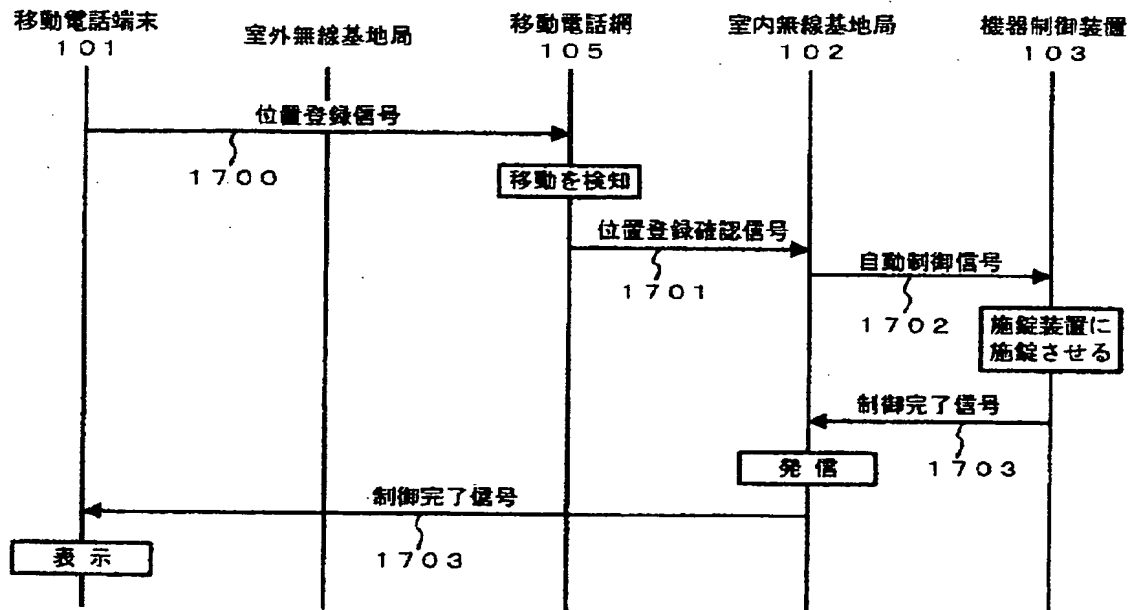 移動電話端末
101
室外無線基地局
移動電話網
105
室内無線基地局
102
機器制御装置
103
位置登録信号
1700
移動を検知
位置登録確認信号
1701
自動制御信号
1702
施錠装置に
施錠させる
制御完了信号
1703
発信
制御完了信号
1703
表示